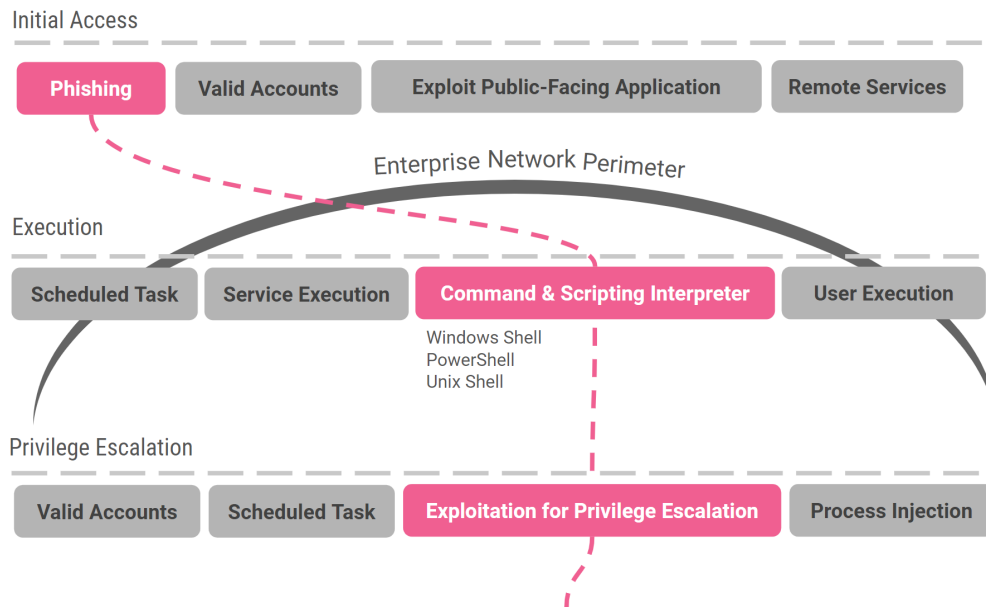 Initial Access
Phishing
Valid Accounts
Exploit Public-Facing Application
Remote Services
Enterprise Network Perimeter
Execution
Scheduled Task
Service Execution
Command & Scripting Interpreter
User Execution
Windows Shell
PowerShell
Unix Shell
Privilege Escalation
Valid Accounts
Scheduled Task
Exploitation for Privilege Escalation
Process Injection